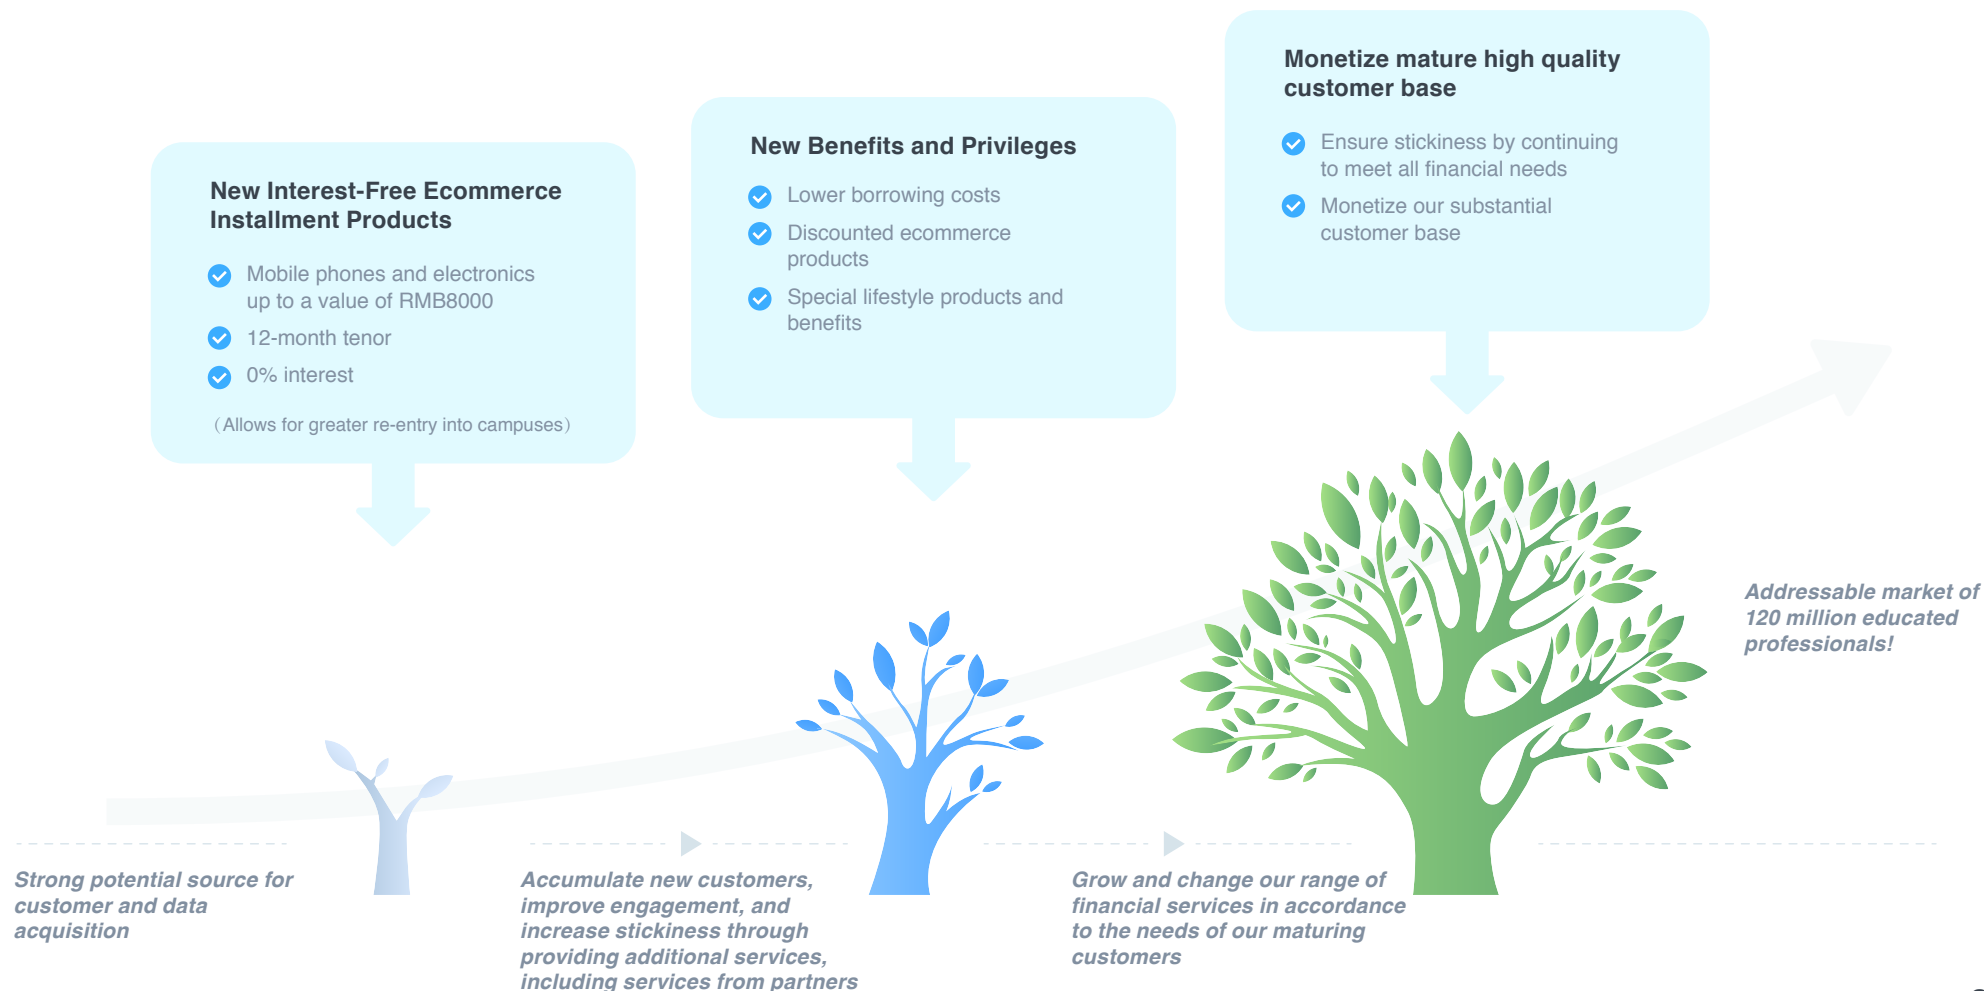 New Interest-Free Ecommerce
Installment Products
Mobile phones and electronics
up to a value of RMB8000
12-month tenor
0% interest
（Allows for greater re-entry into campuses）
New Benefits and Privileges
Lower borrowing costs
Discounted ecommerce
products
Special lifestyle products and
benefits
Monetize mature high quality
customer base
Ensure stickiness by continuing
to meet all financial needs
Monetize our substantial
customer base
Addressable market of
120 million educated
professionals!
Strong potential source for
customer and data
acquisition
Accumulate new customers,
improve engagement, and
increase stickiness through
providing additional services,
including services from partners
Grow and change our range of
financial services in accordance
to the needs of our maturing
customers